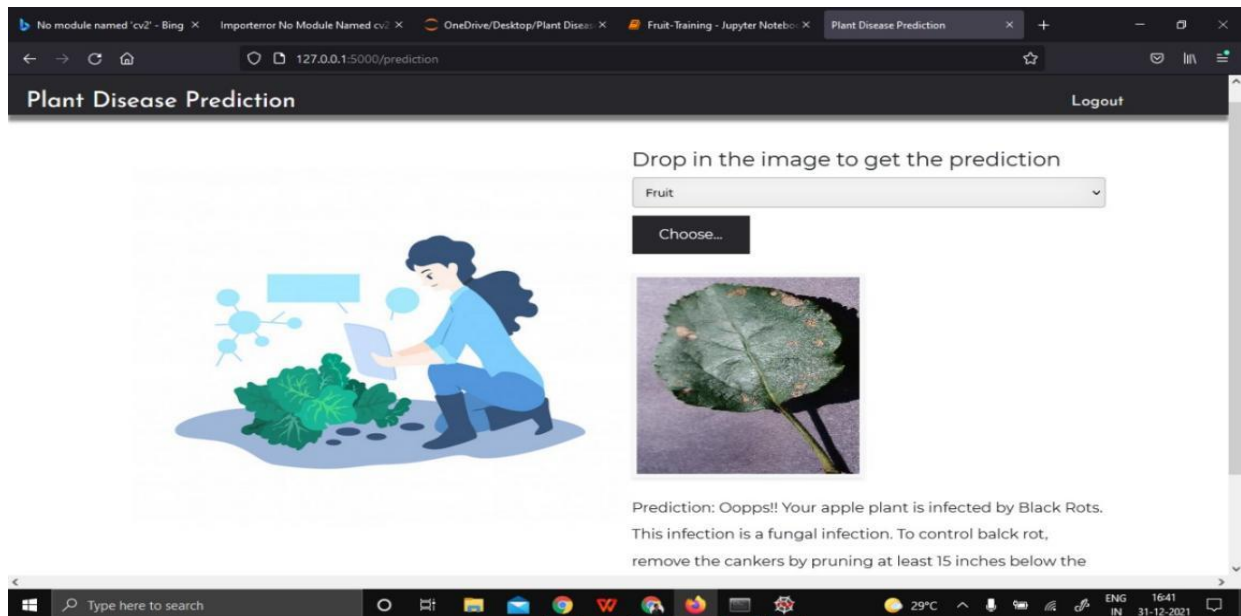 No module named 'cv2' - Bing
Importerror No Module Named cv2
OneDrive/Desktop/Plant Diseas
Fruit-Training - Jupyter Noteboo
Plant Disease Prediction
127.0.0.1:5000/prediction
Plant Disease Prediction
Logout
Drop in the image to get the prediction
Fruit
Choose...
Prediction: Oopps!! Your apple plant is infected by Black Rots.
This infection is a fungal infection. To control balck rot,
remove the cankers by pruning at least 15 inches below the
Type here to search
29°C
ENG
IN
16:41
31-12-2021